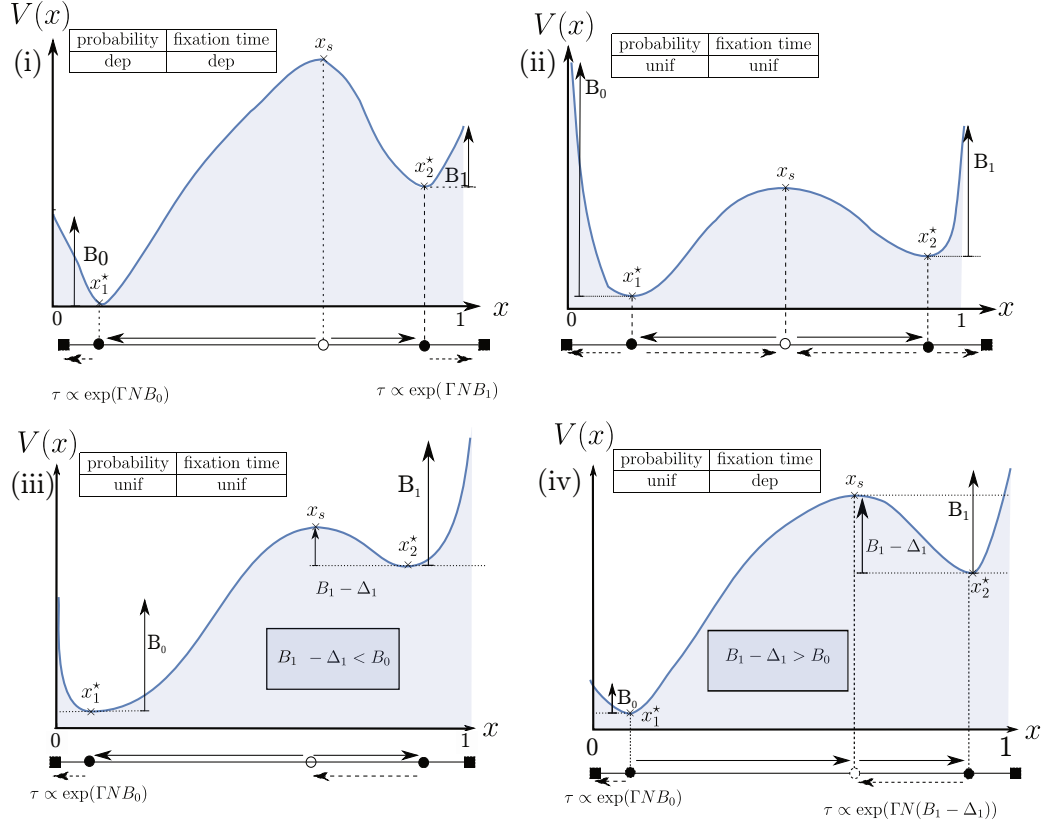 V(x)
(i)
probability fixation time
dep dep
x_s
x_2^⋆
B_1
B_0
x_1^⋆
0
1
x
τ ∝ exp(ΓNB_0)
τ ∝ exp(ΓNB_1)
V(x)
(ii)
probability fixation time
unif unif
B_0
x_s
B_1
x_2^⋆
x_1^⋆
0
1
x
V(x)
(iii)
probability fixation time
unif unif
B_1
x_s
x_2^⋆
B_1 − Δ_1
B_0
B_1 − Δ_1 < B_0
x_1^⋆
0
1
x
τ ∝ exp(ΓNB_0)
V(x)
(iv)
probability fixation time
unif dep
x_s
B_1
B_1 − Δ_1
x_2^⋆
B_1 − Δ_1 > B_0
B_0
x_1^⋆
0
1
x
τ ∝ exp(ΓNB_0)
τ ∝ exp(ΓN(B_1 − Δ_1))